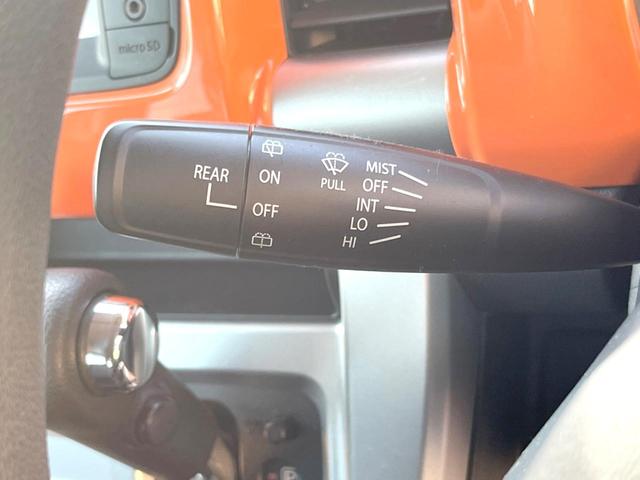 micro SD
REAR
ON
OFF
PULL
MIST
OFF
INT
LO
HI
P